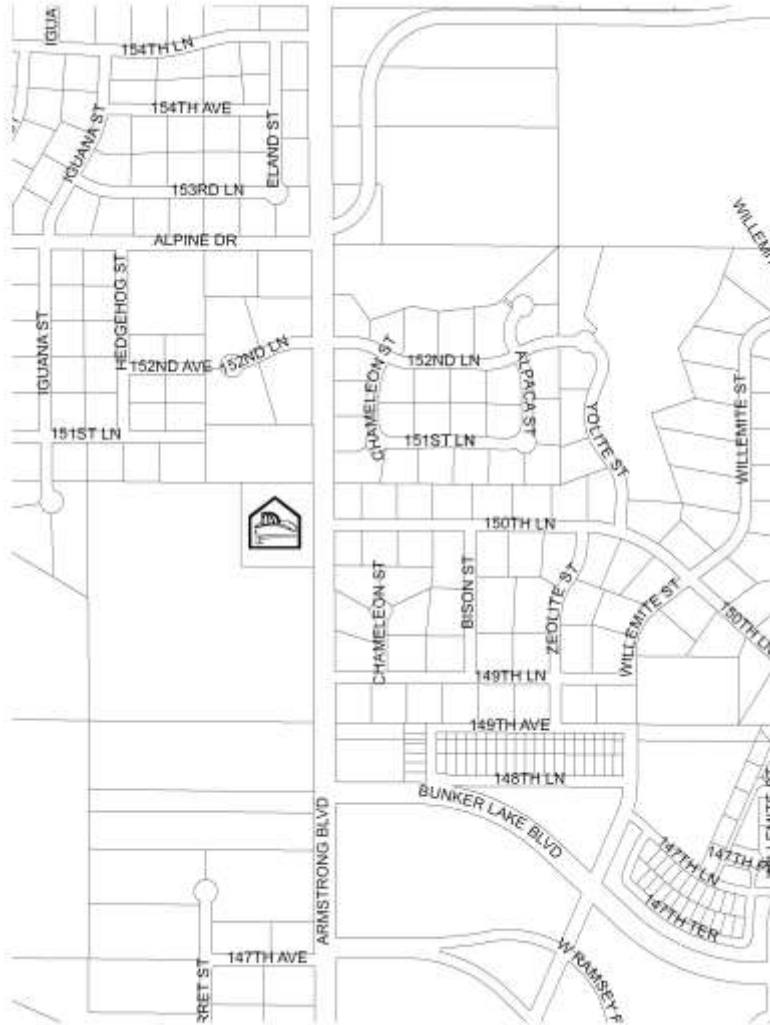 IGUA
154TH LN
154TH AVE
IGUANA ST
ELAND ST
153RD LN
WILLEMI
ALPINE DR
HEDGEHOG ST
IGUANA ST
152ND AVE
152ND LN
CHAMELEON ST
152ND LN
ALPACA ST
WILLEMITE ST
YOLITE ST
151ST LN
151ST LN
150TH LN
CHAMELEON ST
BISON ST
ZEOLITE ST
WILLEMITE ST
150TH LN
149TH LN
149TH AVE
148TH LN
BUNKER LAKE BLVD
ARMSTRONG BLVD
147TH LN
147TH
147TH TER
147TH AVE
RRET ST
W RAMSEY